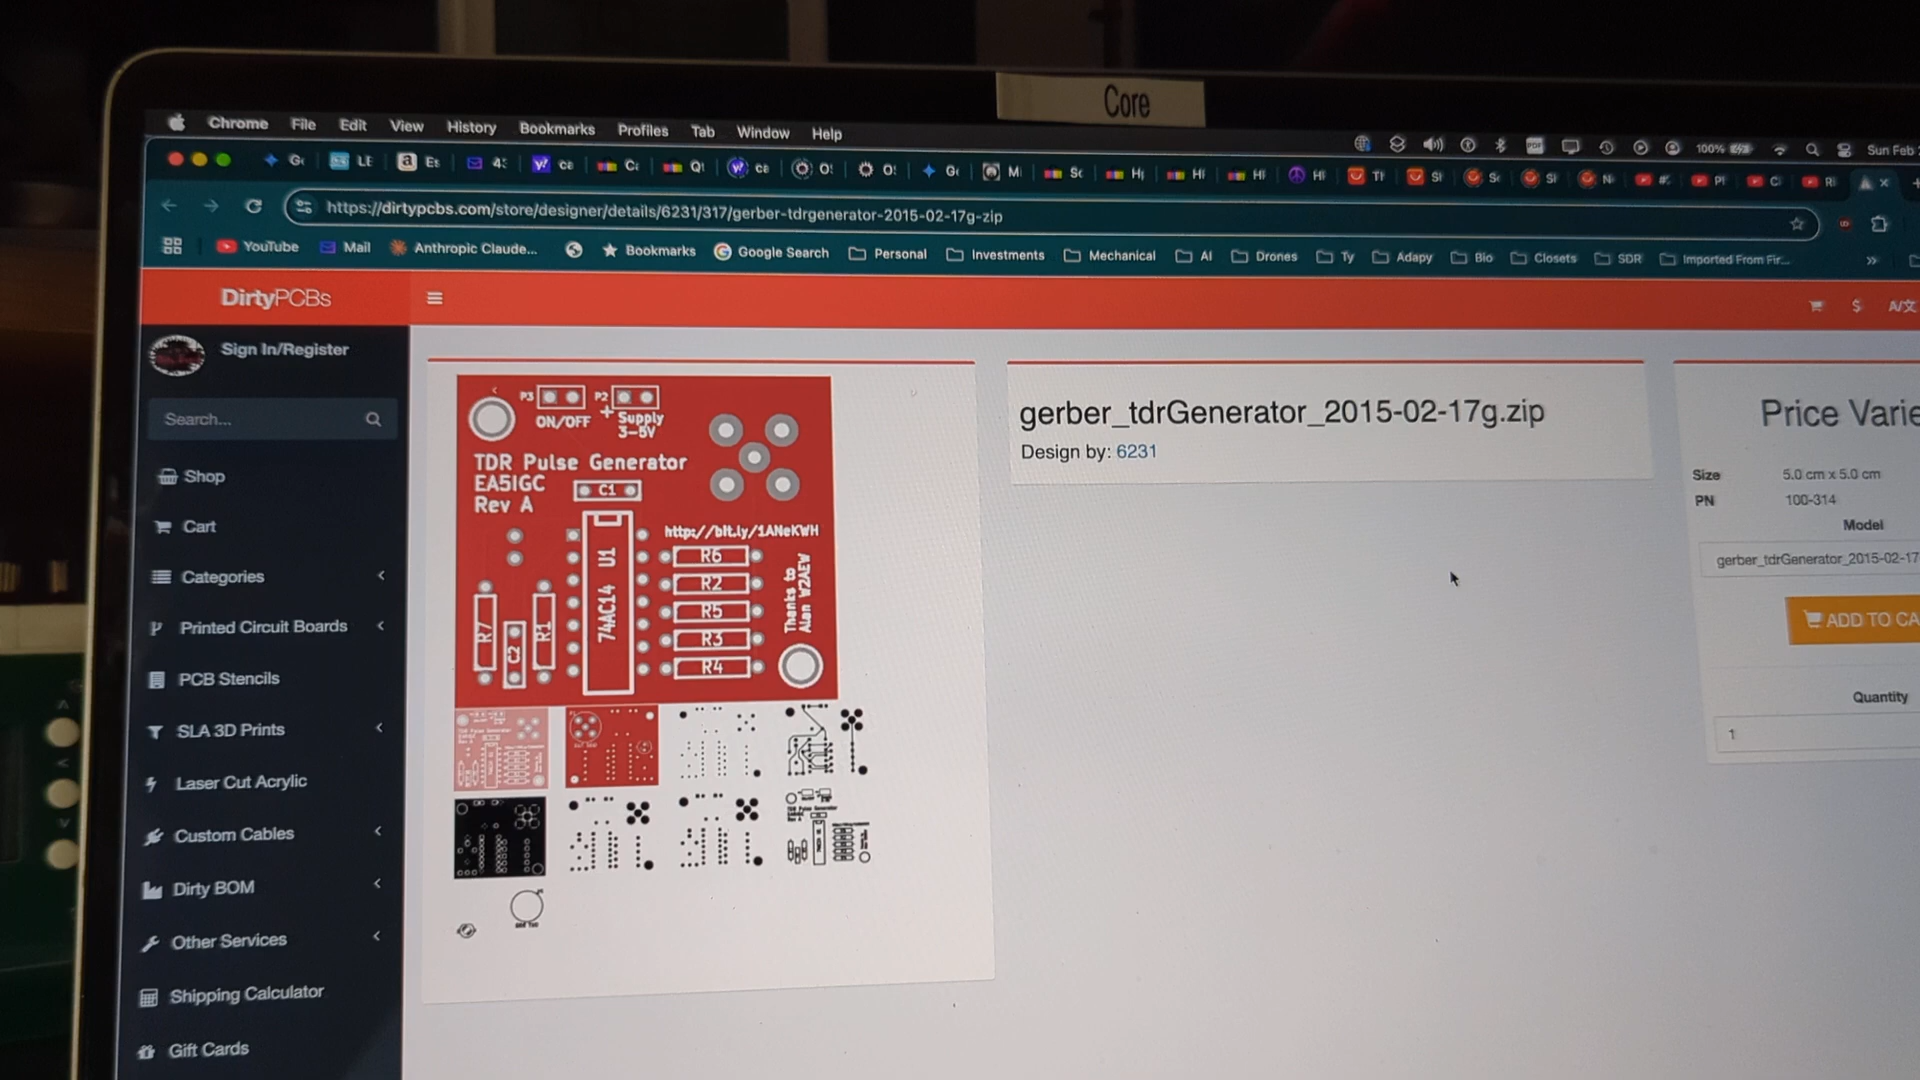 Core
Chrome File Edit View History Bookmarks Profiles Tab Window Help
100%
Sun Feb
https://dirtypcbs.com/store/designer/details/6231/317/gerber-tdrgenerator-2015-02-17g-zip
YouTube Mail Anthropic Claude... Bookmarks Google Search Personal Investments Mechanical AI Drones Ty Adapy Bio Closets SDR Imported From Fir...
DirtyPCBs
Sign In/Register
Search...
Shop
Cart
Categories
Printed Circuit Boards
PCB Stencils
SLA 3D Prints
Laser Cut Acrylic
Custom Cables
Dirty BOM
Other Services
Shipping Calculator
Gift Cards
P3 P2
ON/OFF + Supply
3-5V
TDR Pulse Generator
EA5IGC
Rev A
C1
http://bit.ly/1ANeKWH
U1
74AC14
R6
R2
R5
R3
R4
R7
C2
R1
Thanks to
Alan W2AEW
gerber_tdrGenerator_2015-02-17g.zip
Design by: 6231
Price Varie
Size 5.0 cm x 5.0 cm
PN 100-314
Model
gerber_tdrGenerator_2015-02-17
ADD TO CA
Quantity
1